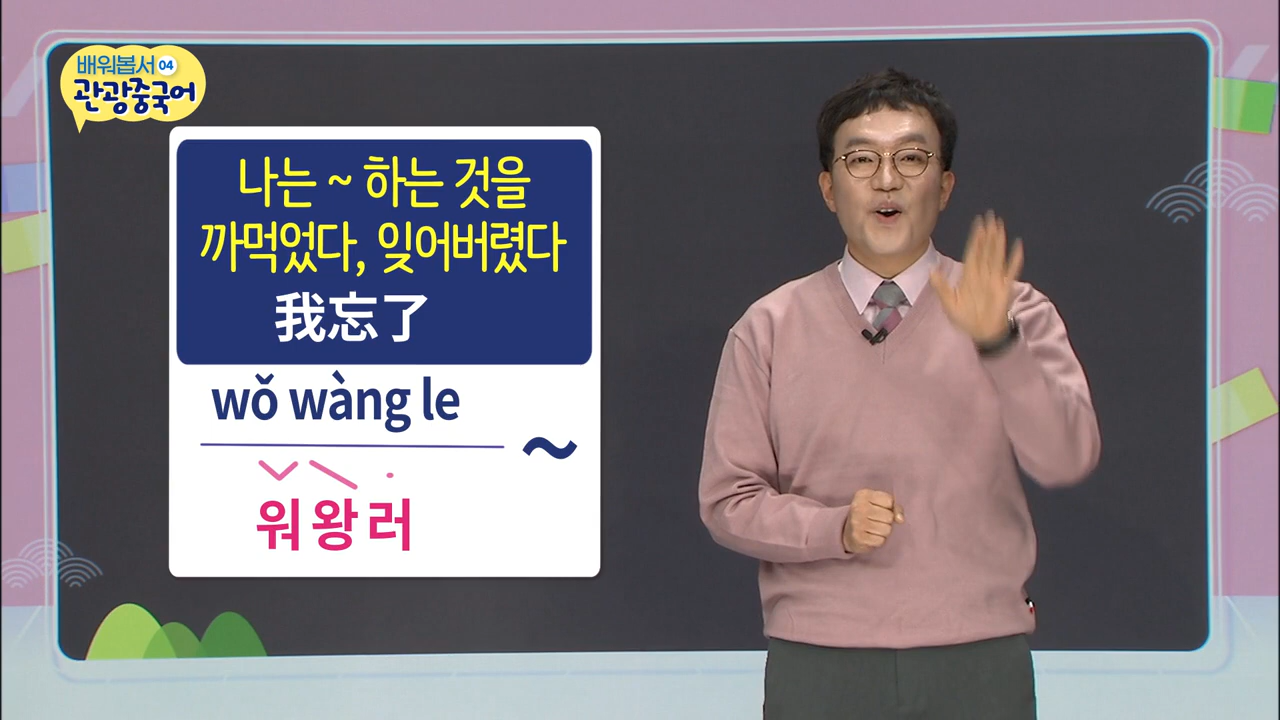 배워봅서 04
관광중국어
나는 ~ 하는 것을
까먹었다, 잊어버렸다
我忘了
wǒ wàng le
~
워 왕 러